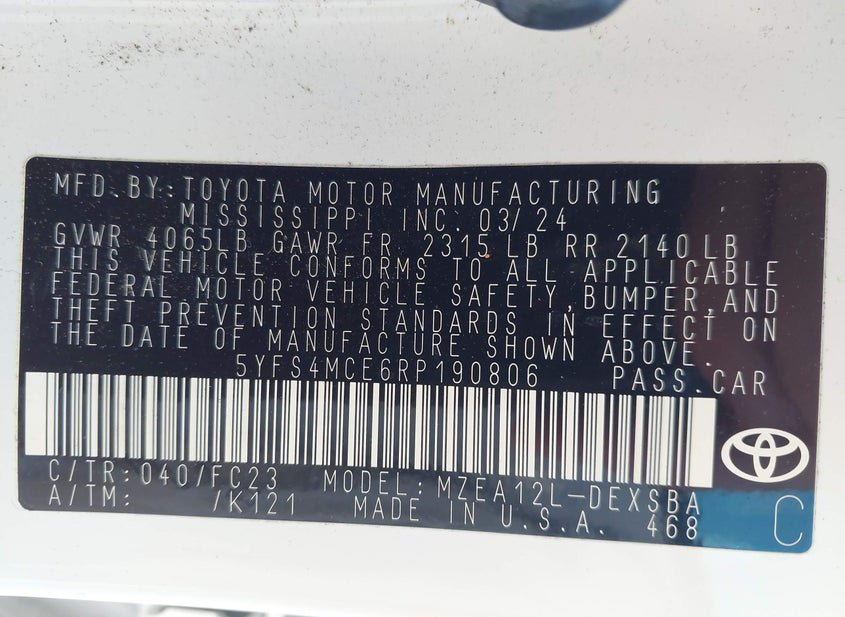 MFD. BY: TOYOTA MOTOR MANUFACTURING
MISSISSIPPI INC. 03/24
GVWR 4065LB GAWR FR 2315 LB RR 2140 LB
THIS VEHICLE CONFORMS TO ALL APPLICABLE
FEDERAL MOTOR VEHICLE SAFETY, BUMPER, AND
THEFT PREVENTION STANDARDS IN EFFECT ON
THE DATE OF MANUFACTURE SHOWN ABOVE.
5YFS4MCE6RP190806 PASS.CAR
C/TR: 040/FC23 MODEL: MZEA12L-DEXSBA
A/TM: /K121 MADE IN U.S.A. 468
C